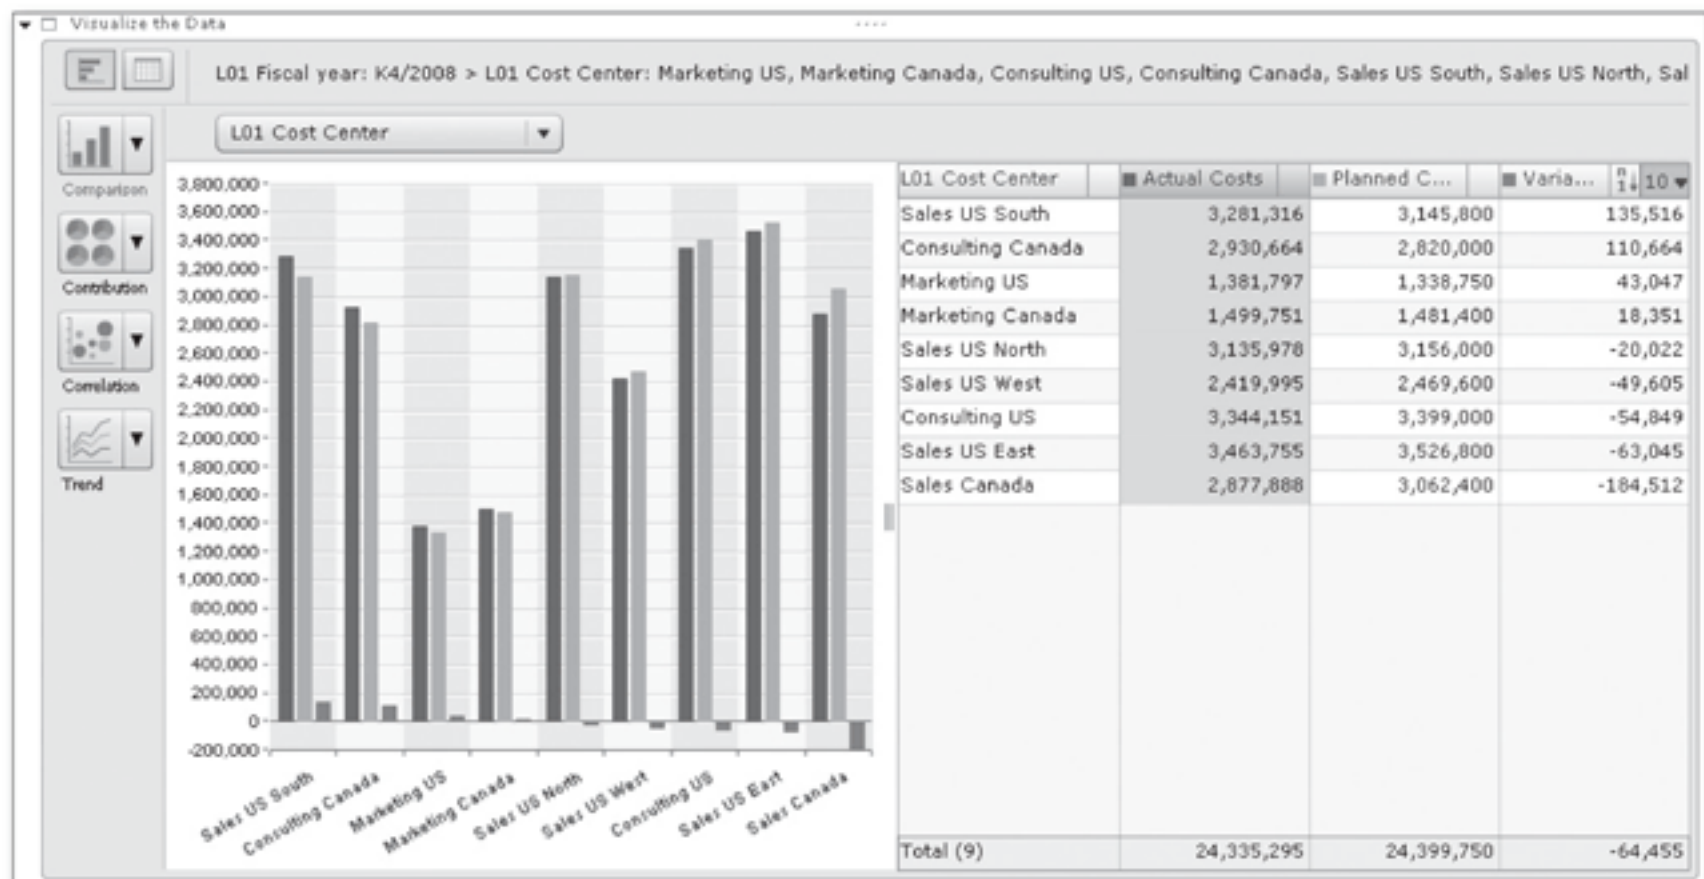 Visualize the Data
L01 Fiscal year: K4/2008 > L01 Cost Center: Marketing US, Marketing Canada, Consulting US, Consulting Canada, Sales US South, Sales US North, Sal
L01 Cost Center
Comparison
Contribution
Correlation
Trend
3,800,000
3,600,000
3,400,000
3,200,000
3,000,000
2,800,000
2,600,000
2,400,000
2,200,000
2,000,000
1,800,000
1,600,000
1,400,000
1,200,000
1,000,000
800,000
600,000
400,000
200,000
0
-200,000
Sales US South
Consulting Canada
Marketing US
Marketing Canada
Sales US North
Sales US West
Consulting US
Sales US East
Sales Canada
L01 Cost Center Actual Costs Planned C... Varia... 10
Sales US South 3,281,316 3,145,800 135,516
Consulting Canada 2,930,664 2,820,000 110,664
Marketing US 1,381,797 1,338,750 43,047
Marketing Canada 1,499,751 1,481,400 18,351
Sales US North 3,135,978 3,156,000 -20,022
Sales US West 2,419,995 2,469,600 -49,605
Consulting US 3,344,151 3,399,000 -54,849
Sales US East 3,463,755 3,526,800 -63,045
Sales Canada 2,877,888 3,062,400 -184,512
Total (9) 24,335,295 24,399,750 -64,455